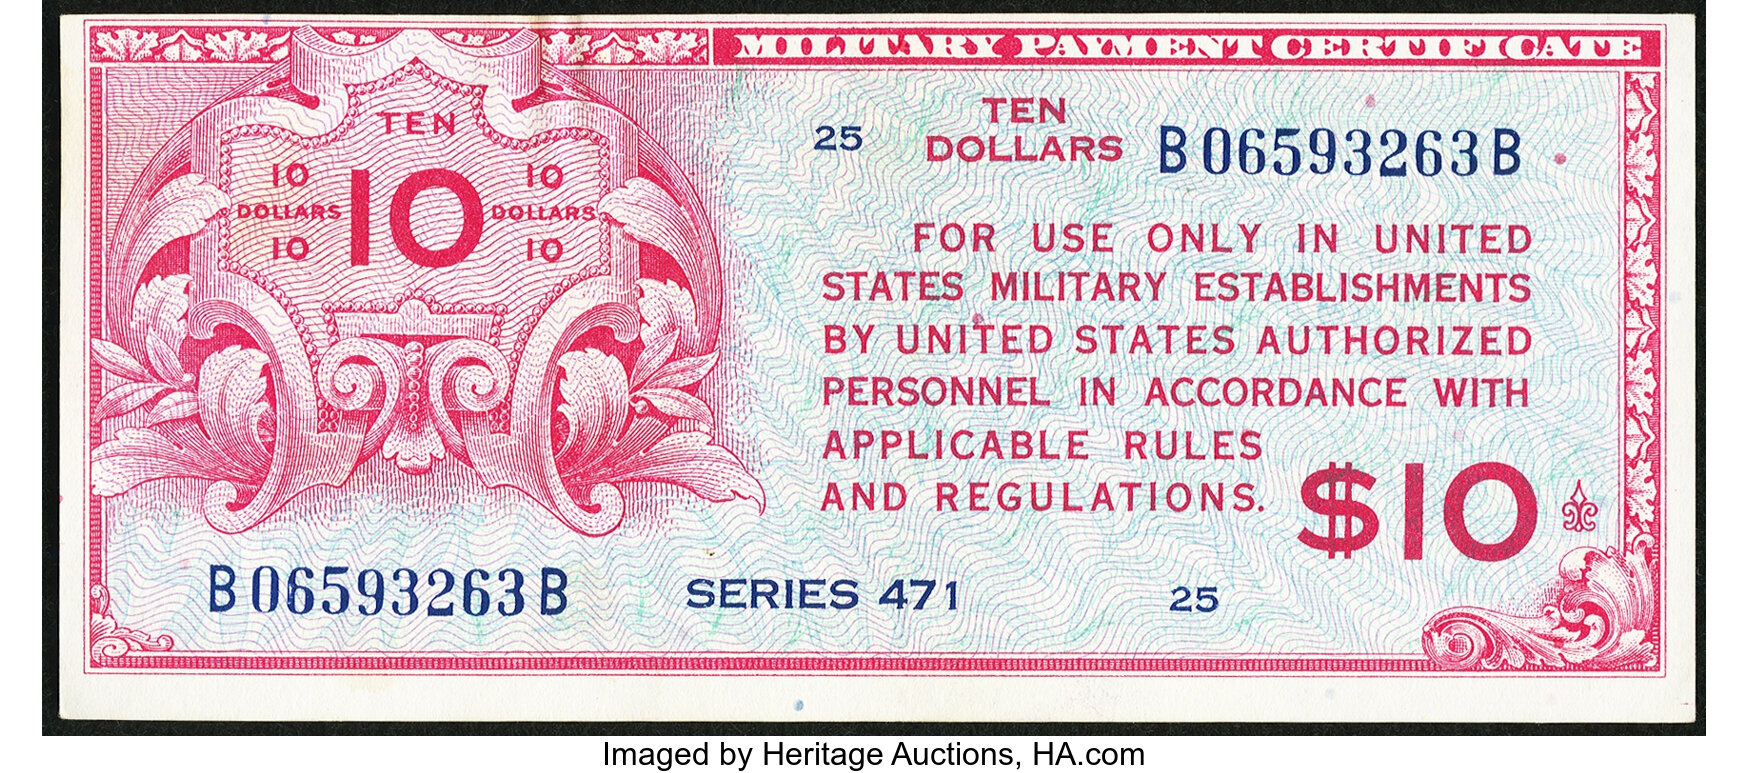 MILITARY PAYMENT CERTIFICATE
TEN
10 10
DOLLARS 10 DOLLARS
10 10
25 TEN DOLLARS B06593263B
FOR USE ONLY IN UNITED
STATES MILITARY ESTABLISHMENTS
BY UNITED STATES AUTHORIZED
PERSONNEL IN ACCORDANCE WITH
APPLICABLE RULES
AND REGULATIONS.
$10
B06593263B SERIES 471 25
Imaged by Heritage Auctions, HA.com